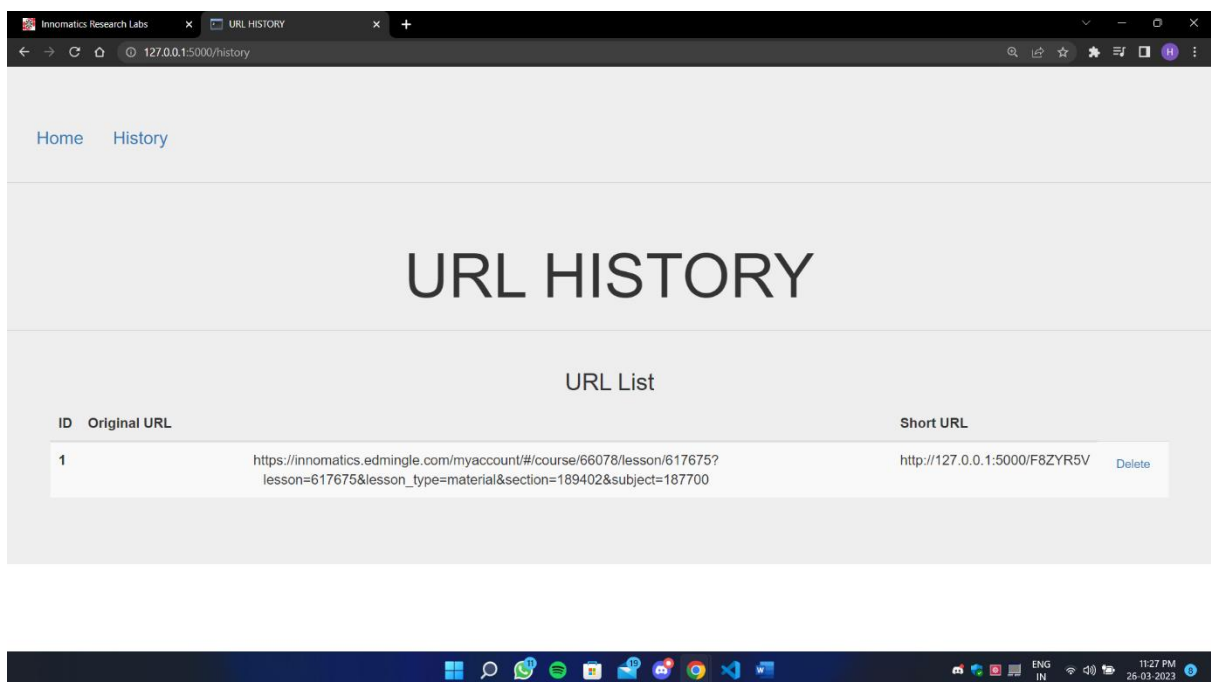 Innomatics Research Labs
URL HISTORY
127.0.0.1:5000/history
H
Home History
URL HISTORY
URL List
ID Original URL Short URL
1 https://innomatics.edmingle.com/myaccount/#/course/66078/lesson/617675? http://127.0.0.1:5000/F8ZYR5V Delete
lesson=617675&lesson_type=material&section=189402&subject=187700
19
ENG 11:27 PM
IN 26-03-2023